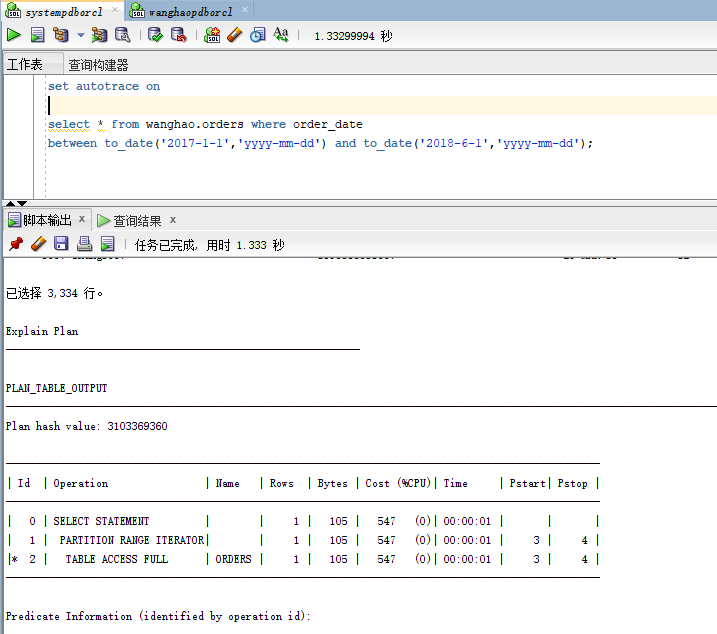 systempdborcl
wanghaopdborcl
1.33299994 秒
工作表
查询构建器
set autotrace on
select * from wanghao.orders where order_date
between to_date('2017-1-1','yyyy-mm-dd') and to_date('2018-6-1','yyyy-mm-dd');
脚本输出 x
查询结果 x
任务已完成, 用时 1.333 秒
已选择 3,334 行。
Explain Plan
PLAN_TABLE_OUTPUT
Plan hash value: 3103369360
| Id | Operation | Name | Rows | Bytes | Cost (%CPU)| Time | Pstart| Pstop |
| 0 | SELECT STATEMENT | | 1 | 105 | 547 (0)| 00:00:01 | | |
| 1 | PARTITION RANGE ITERATOR| | 1 | 105 | 547 (0)| 00:00:01 | 3 | 4 |
|* 2 | TABLE ACCESS FULL | ORDERS | 1 | 105 | 547 (0)| 00:00:01 | 3 | 4 |
Predicate Information (identified by operation id):